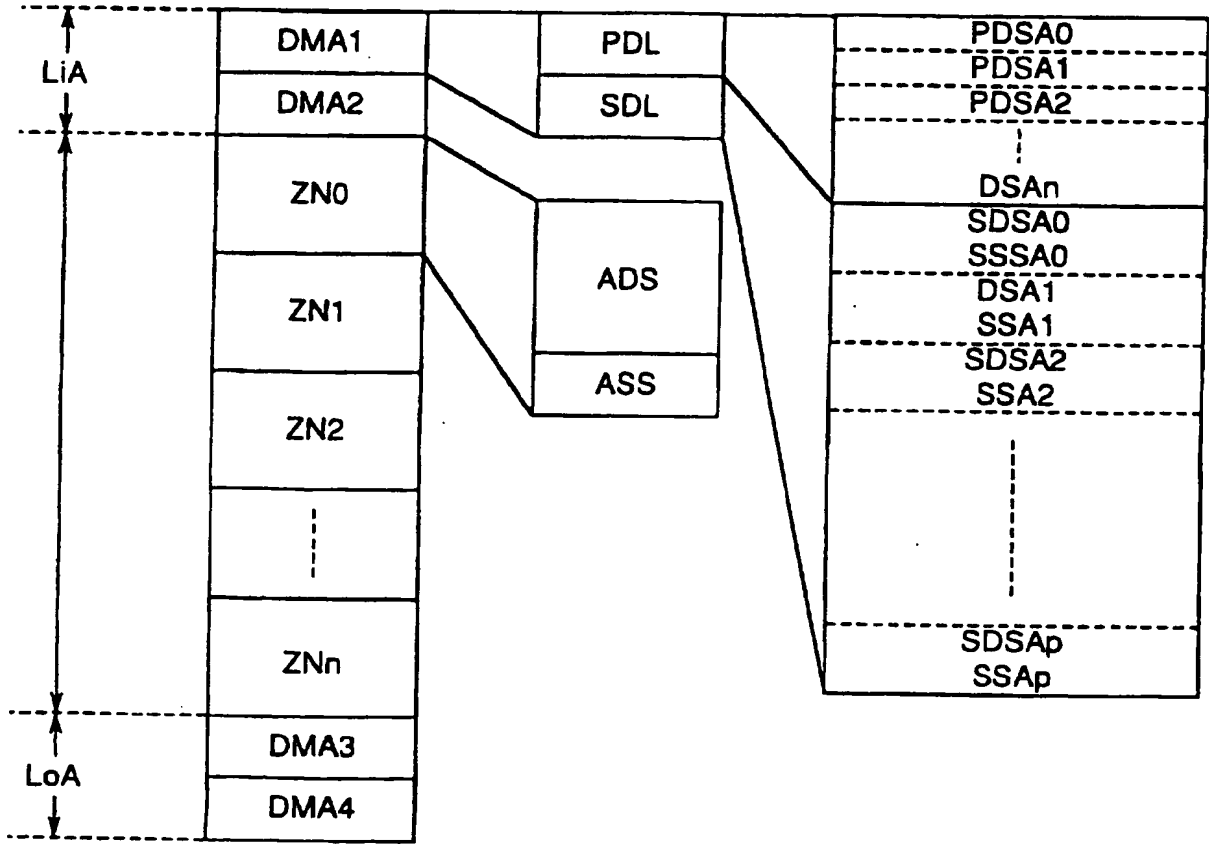 LiA
DMA1
DMA2
ZN0
ZN1
ZN2
ZNn
LoA
DMA3
DMA4
PDL
SDL
ADS
ASS
PDSA0
PDSA1
PDSA2
DSAn
SDSA0
SSSA0
DSA1
SSA1
SDSA2
SSA2
SDSAp
SSAp